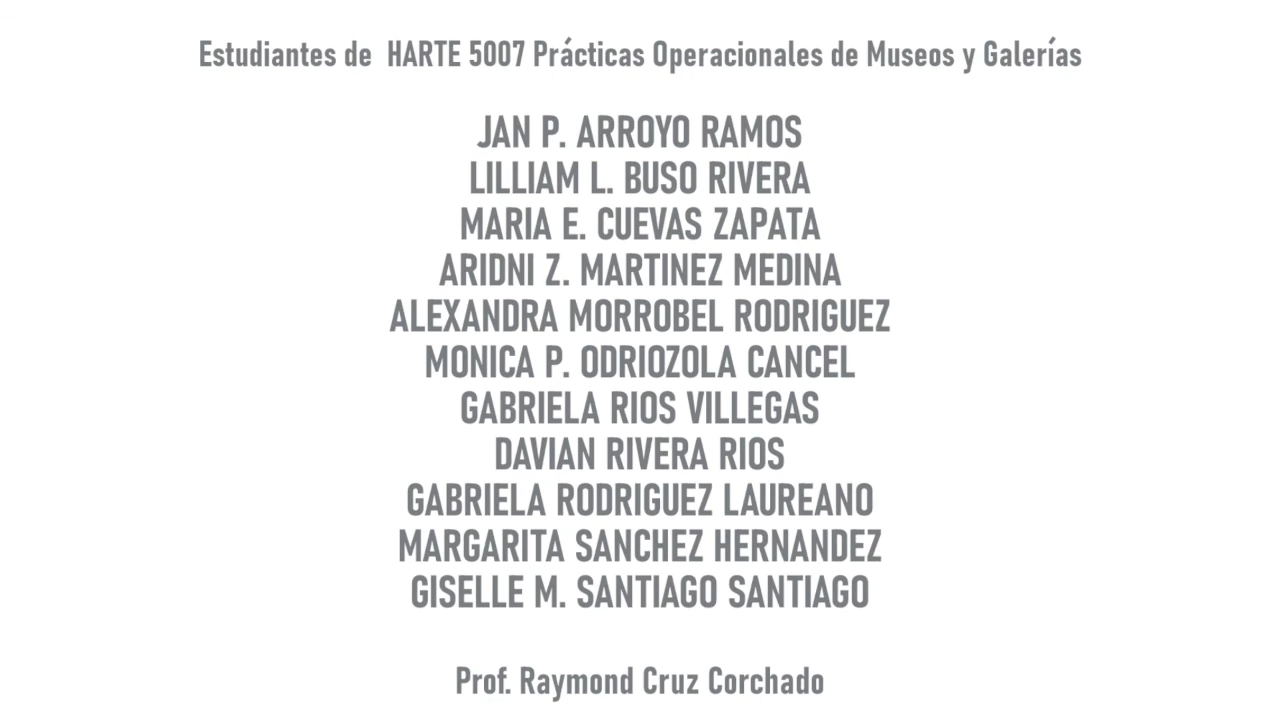 Estudiantes de  HARTE 5007 Prácticas Operacionales de Museos y Galerías
JAN P. ARROYO RAMOS
LILLIAM L. BUSO RIVERA
MARIA E. CUEVAS ZAPATA
ARIDNI Z. MARTINEZ MEDINA
ALEXANDRA MORROBEL RODRIGUEZ
MONICA P. ODRIOZOLA CANCEL
GABRIELA RIOS VILLEGAS
DAVIAN RIVERA RIOS
GABRIELA RODRIGUEZ LAUREANO
MARGARITA SANCHEZ HERNANDEZ
GISELLE M. SANTIAGO SANTIAGO
Prof. Raymond Cruz Corchado